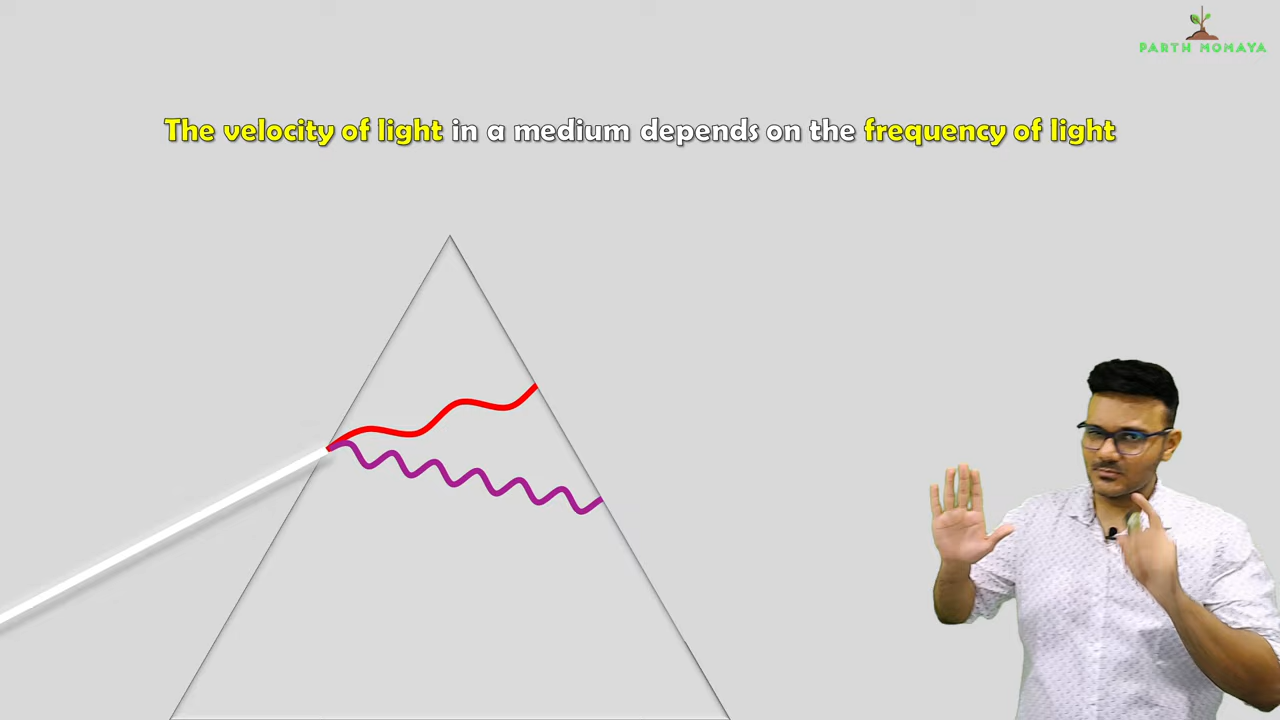 PARTH MOMAYA
The velocity of light in a medium depends on the frequency of light